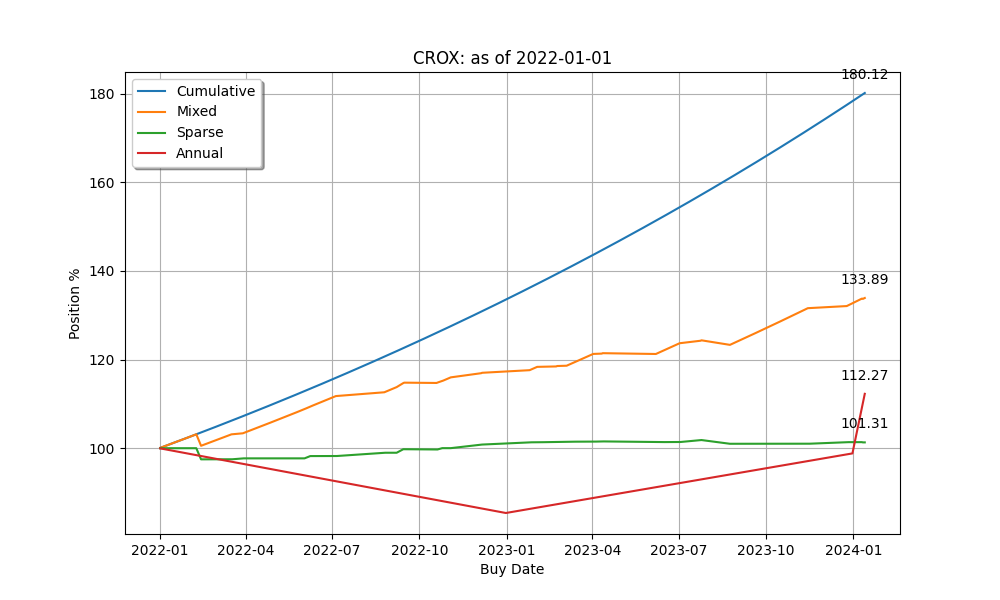 CROX: as of 2022-01-01
180.12
180
Cumulative
Mixed
Sparse
Annual
160
140
133.89
120
112.27
101.31
100
Position %
2022-01 2022-04 2022-07 2022-10 2023-01 2023-04 2023-07 2023-10 2024-01
Buy Date